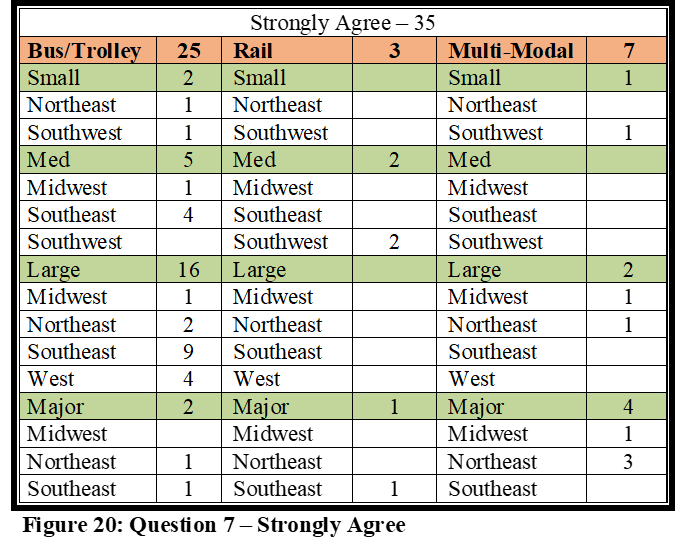 Strongly Agree – 35
Bus/Trolley 25 Rail 3 Multi-Modal 7
Small 2 Small Small 1
Northeast 1 Northeast Northeast
Southwest 1 Southwest Southwest 1
Med 5 Med 2 Med
Midwest 1 Midwest Midwest
Southeast 4 Southeast Southeast
Southwest Southwest 2 Southwest
Large 16 Large Large 2
Midwest 1 Midwest Midwest 1
Northeast 2 Northeast Northeast 1
Southeast 9 Southeast Southeast
West 4 West West
Major 2 Major 1 Major 4
Midwest Midwest Midwest 1
Northeast 1 Northeast Northeast 3
Southeast 1 Southeast 1 Southeast
Figure 20: Question 7 – Strongly Agree